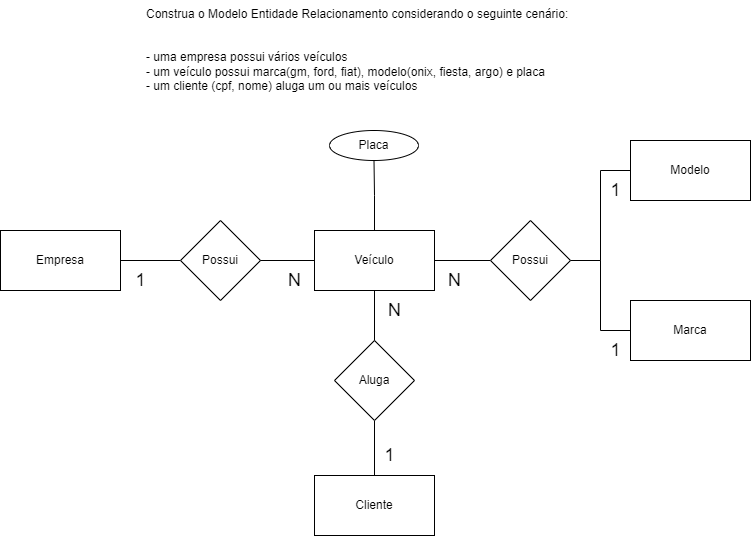 Construa o Modelo Entidade Relacionamento considerando o seguinte cenário:
- uma empresa possui vários veículos
- um veículo possui marca(gm, ford, fiat), modelo(onix, fiesta, argo) e placa
- um cliente (cpf, nome) aluga um ou mais veículos
Placa
Modelo
1
Empresa
Possui
Veículo
Possui
1
N
N
N
Marca
1
Aluga
1
Cliente